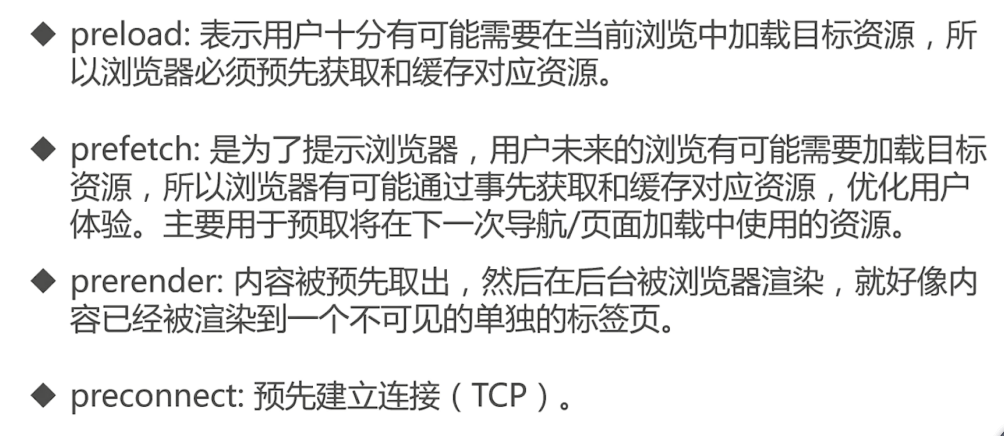 ◆ preload: 表示用户十分有可能需要在当前浏览中加载目标资源，所
以浏览器必须预先获取和缓存对应资源。
◆ prefetch: 是为了提示浏览器，用户未来的浏览有可能需要加载目标
资源，所以浏览器有可能通过事先获取和缓存对应资源，优化用户
体验。主要用于预取将在下一次导航/页面加载中使用的资源。
◆ prerender: 内容被预先取出，然后在后台被浏览器渲染，就好像内
容已经被渲染到一个不可见的单独的标签页。
◆ preconnect: 预先建立连接（TCP）。